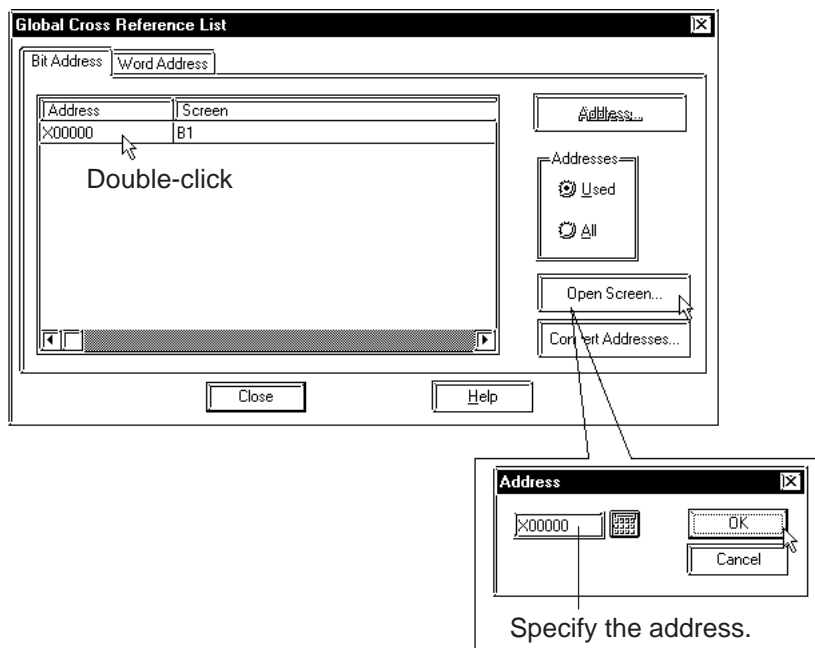 Global Cross Reference List
Bit Address Word Address
Address Screen
X00000 B1
Double-click
Address...
Addresses
Used
All
Open Screen...
Convert Addresses...
Close Help
Address
X00000 OK
Cancel
Specify the address.